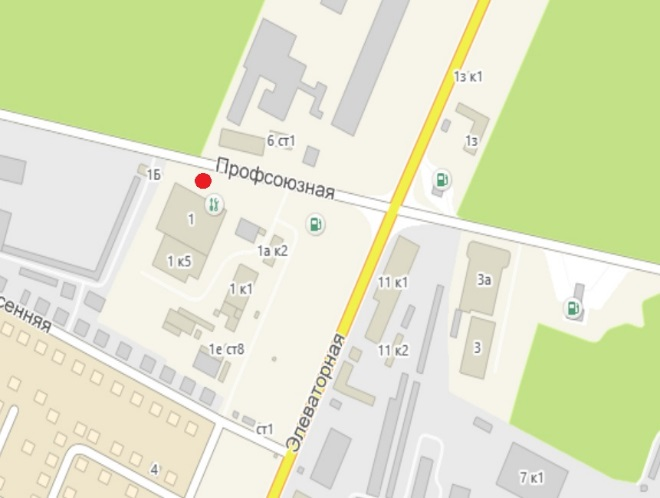 1з к1
1з
6 ст1
Профсоюзная
1Б
1
1а к2
1 к5
1 к1
11 к1
3а
11 к2
3
1е ст8
сенняя
Элеваторная
ст1
4
7 к1